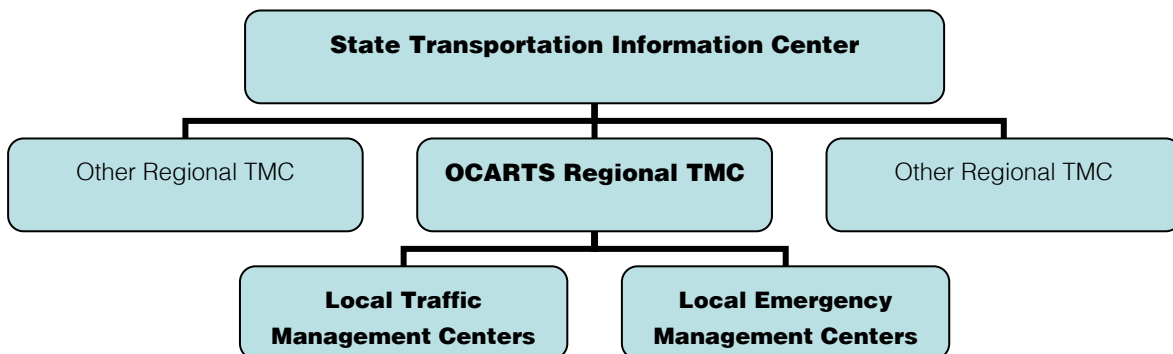 State Transportation Information Center
Other Regional TMC
OCARTS Regional TMC
Other Regional TMC
Local Traffic
Management Centers
Local Emergency
Management Centers